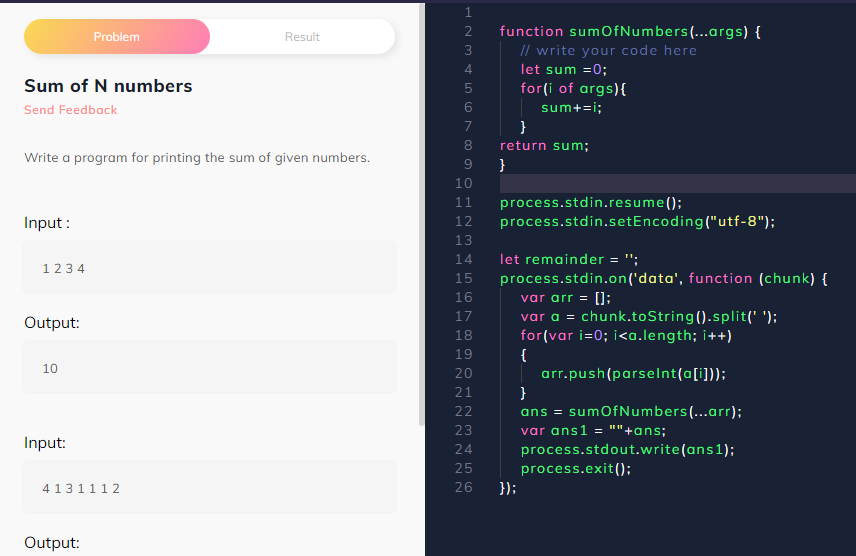 Problem
Result
Sum of N numbers
Send Feedback
Write a program for printing the sum of given numbers.
Input :
1 2 3 4
Output:
10
Input:
4 1 3 1 1 1 2
Output:
1
2 function sumOfNumbers(...args) {
3 // write your code here
4 let sum =0;
5 for(i of args){
6 sum+=i;
7 }
8 return sum;
9 }
10
11 process.stdin.resume();
12 process.stdin.setEncoding("utf-8");
13
14 let remainder = '';
15 process.stdin.on('data', function (chunk) {
16 var arr = [];
17 var a = chunk.toString().split(' ');
18 for(var i=0; i<a.length; i++)
19 {
20 arr.push(parseInt(a[i]));
21 }
22 ans = sumOfNumbers(...arr);
23 var ans1 = ""+ans;
24 process.stdout.write(ans1);
25 process.exit();
26 });